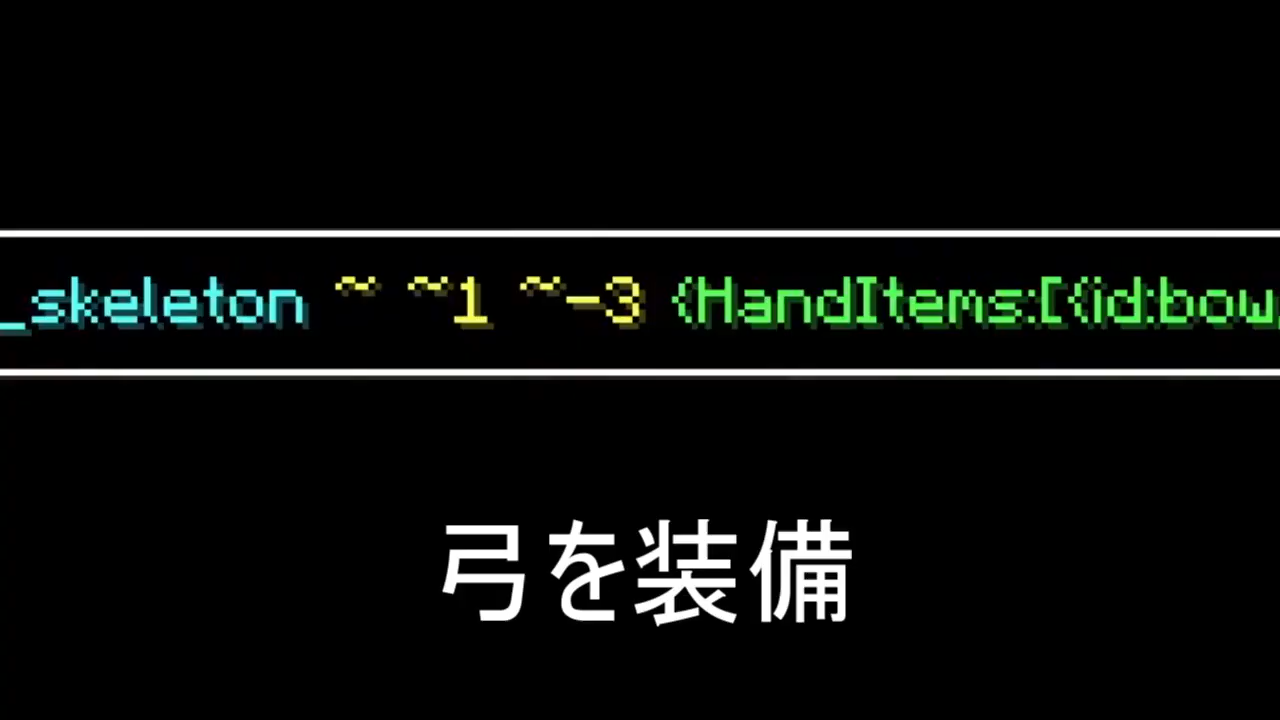 _skeleton ~ ~1 ~-3 {HandItems:[{id:bow
弓を装備